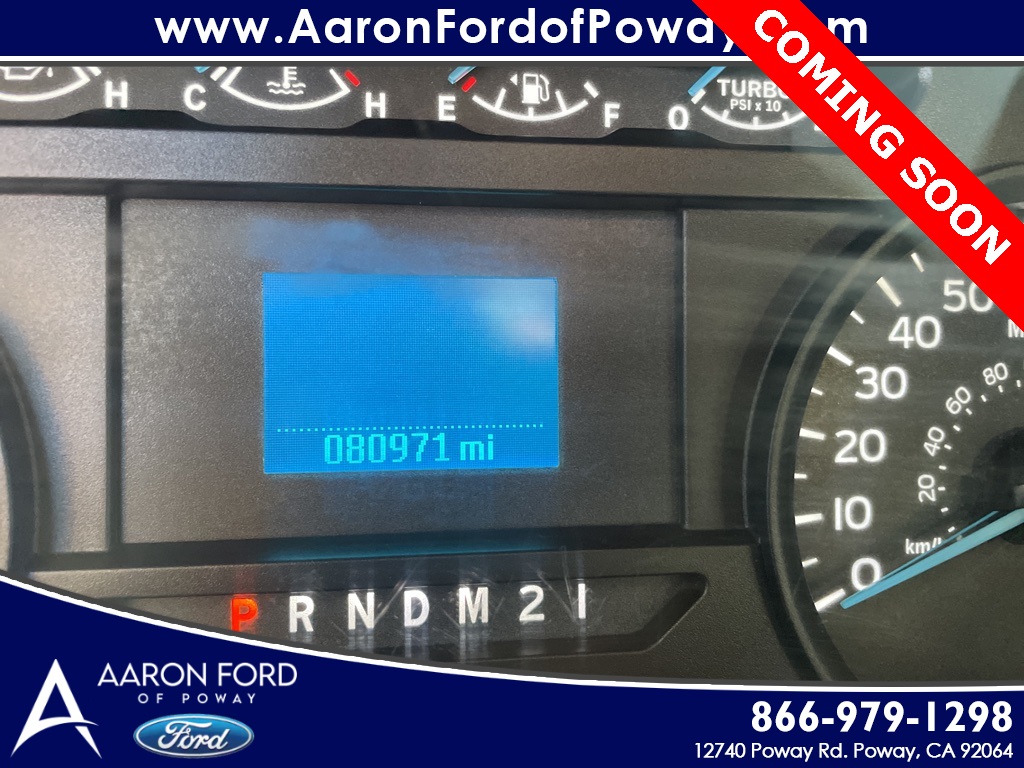 www.AaronFordofPoway.
COMING SOON
H C H E F 0 TURBO
PSI x 10
50
40
80
30
60
20
40
080971 mi
20
10
km/
0
P R N D M 2 1
AARON FORD
OF POWAY
Ford
866-979-1298
12740 Poway Rd. Poway, CA 92064